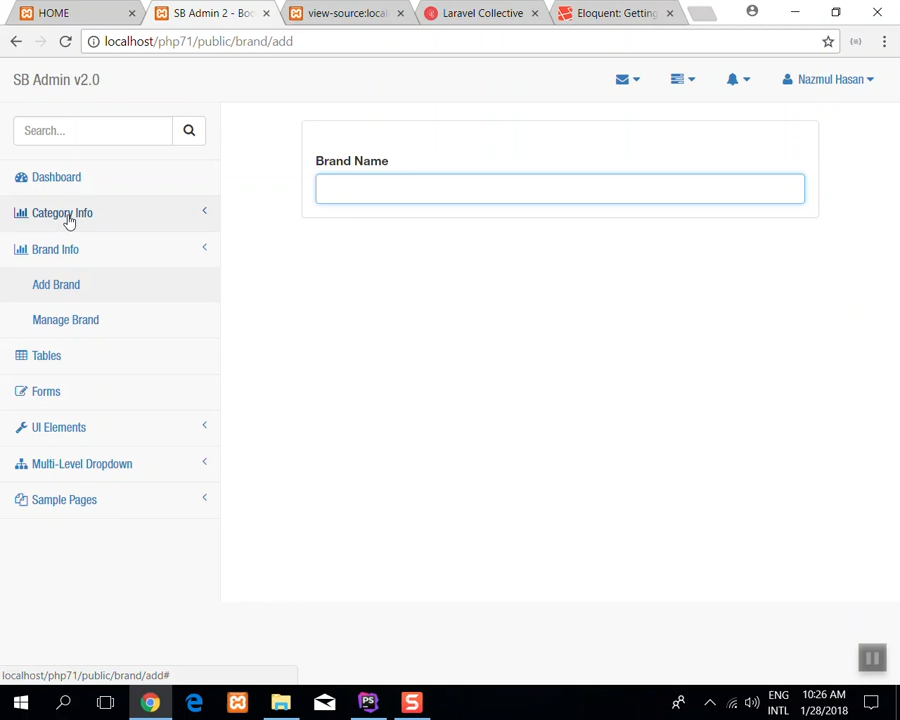 HOME
SB Admin 2 - Boo
view-source:local
Laravel Collective
Eloquent: Getting
localhost/php71/public/brand/add
SB Admin v2.0
Nazmul Hasan
Search...
Dashboard
Category Info
Brand Info
Add Brand
Manage Brand
Tables
Forms
UI Elements
Multi-Level Dropdown
Sample Pages
Brand Name
localhost/php71/public/brand/add#
PS
S
ENG
INTL
10:26 AM
1/28/2018